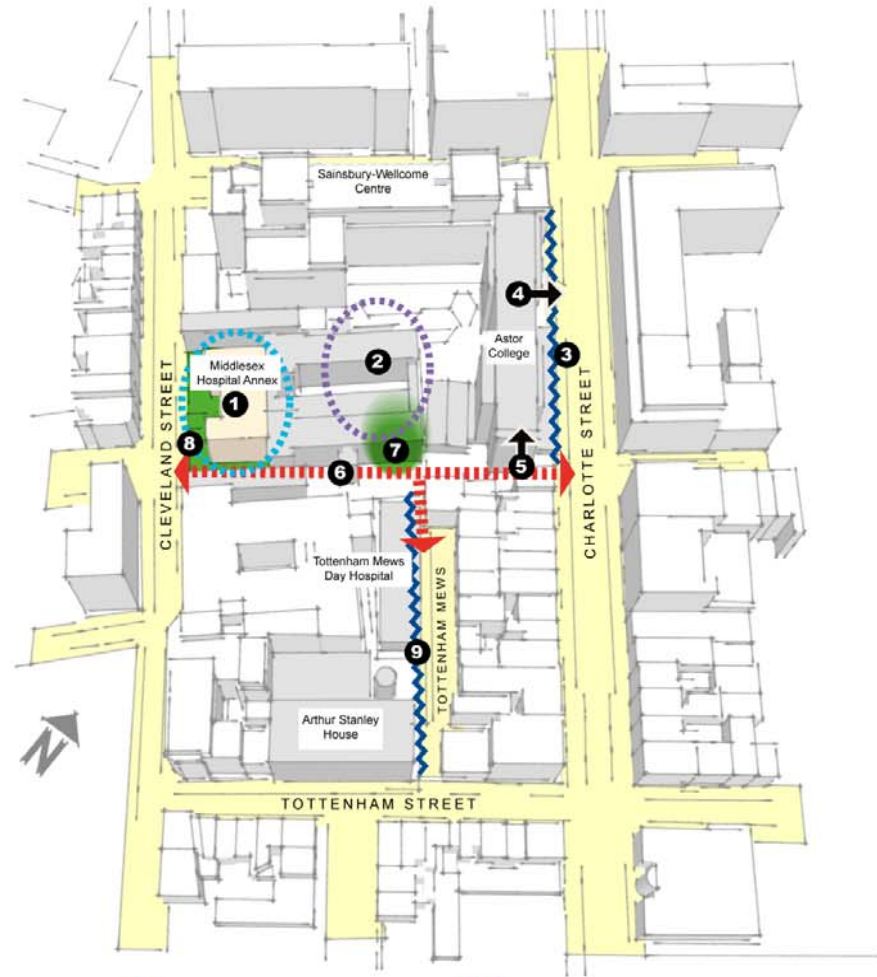 Sainsbury-Wellcome
Centre
4
Astor
College
3
2
Middlesex
Hospital Annex
1
CLEVELAND STREET
8
7
6
5
CHARLOTTE STREET
Tottenham Mews
Day Hospital
TOTTENHAM MEWS
9
N
Arthur Stanley
House
TOTTENHAM STREET